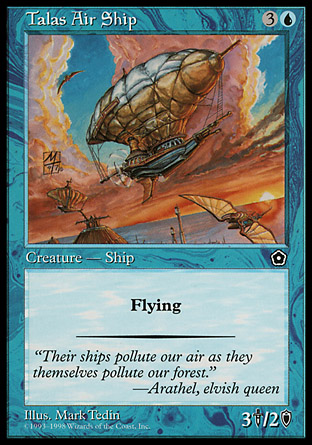 Talas Air Ship 3
Creature — Ship
Flying
“Their ships pollute our air as they
themselves pollute our forest.”
—Arathel, elvish queen
Illus. Mark Tedin
©1993-1998 Wizards of the Coast, Inc.
3/2